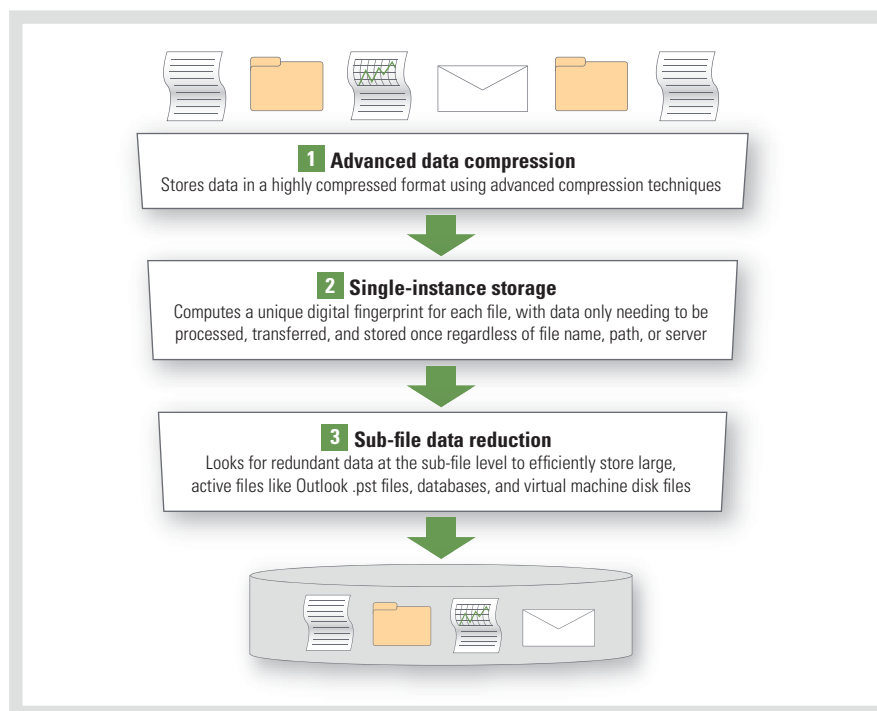 1 Advanced data compression
Stores data in a highly compressed format using advanced compression techniques
2 Single-instance storage
Computes a unique digital fingerprint for each file, with data only needing to be
processed, transferred, and stored once regardless of file name, path, or server
3 Sub-file data reduction
Looks for redundant data at the sub-file level to efficiently store large,
active files like Outlook .pst files, databases, and virtual machine disk files